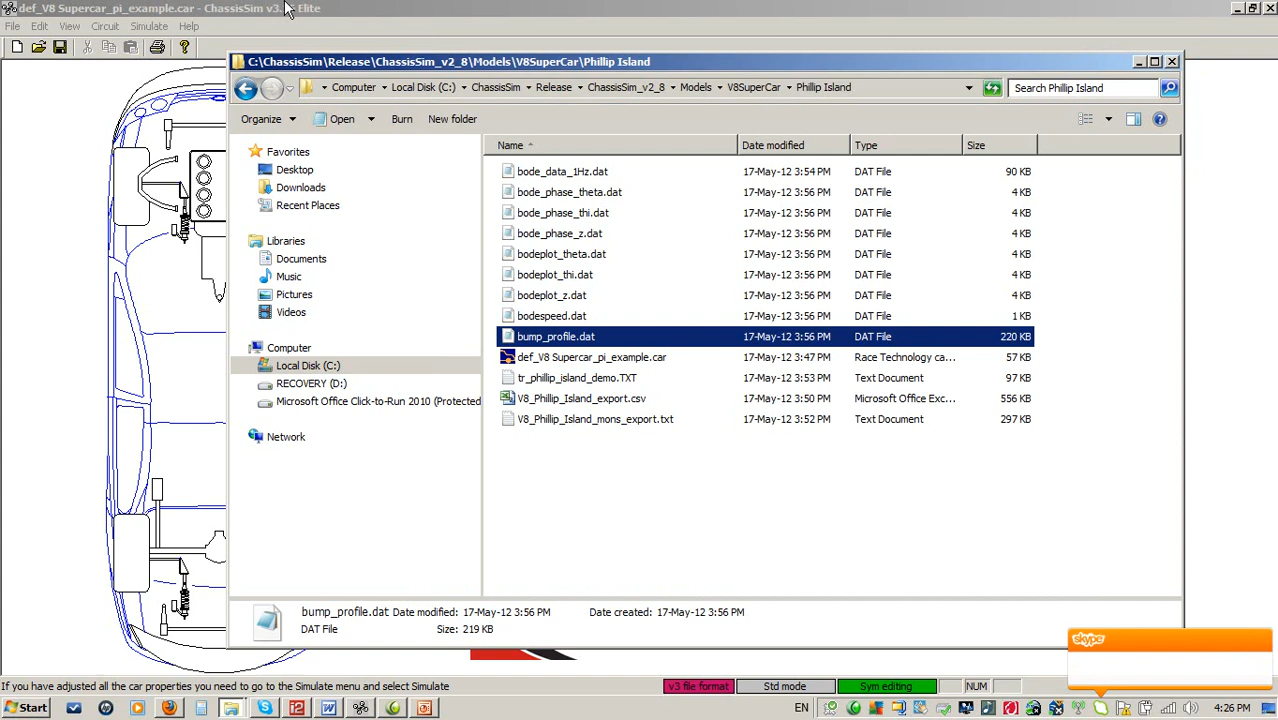 def_V8 Supercar_pi_example.car - ChassisSim v3. Elite
File Edit View Circuit Simulate Help
C:\ChassisSim\Release\ChassisSim_v2_8\Models\V8SuperCar\Phillip Island
Computer Local Disk (C:) ChassisSim Release ChassisSim_v2_8 Models V8SuperCar Phillip Island Search Phillip Island
Organize Open Burn New folder
Favorites
Desktop
Downloads
Recent Places
Libraries
Documents
Music
Pictures
Videos
Computer
Local Disk (C:)
RECOVERY (D:)
Microsoft Office Click-to-Run 2010 (Protected
Network
Name Date modified Type Size
bode_data_1Hz.dat 17-May-12 3:54 PM DAT File 90 KB
bode_phase_theta.dat 17-May-12 3:56 PM DAT File 4 KB
bode_phase_thi.dat 17-May-12 3:56 PM DAT File 4 KB
bode_phase_z.dat 17-May-12 3:56 PM DAT File 4 KB
bodeplot_theta.dat 17-May-12 3:56 PM DAT File 4 KB
bodeplot_thi.dat 17-May-12 3:56 PM DAT File 4 KB
bodeplot_z.dat 17-May-12 3:56 PM DAT File 4 KB
bodespeed.dat 17-May-12 3:56 PM DAT File 1 KB
bump_profile.dat 17-May-12 3:56 PM DAT File 220 KB
def_V8 Supercar_pi_example.car 17-May-12 3:47 PM Race Technology ca... 57 KB
tr_phillip_island_demo.TXT 17-May-12 3:53 PM Text Document 97 KB
V8_Phillip_Island_export.csv 17-May-12 3:50 PM Microsoft Office Exc... 556 KB
V8_Phillip_Island_mons_export.txt 17-May-12 3:52 PM Text Document 297 KB
bump_profile.dat Date modified: 17-May-12 3:56 PM Date created: 17-May-12 3:56 PM
DAT File Size: 219 KB
skype
If you have adjusted all the car properties you need to go to the Simulate menu and select Simulate v3 file format Std mode Sym editing NUM
Start EN 4:26 PM